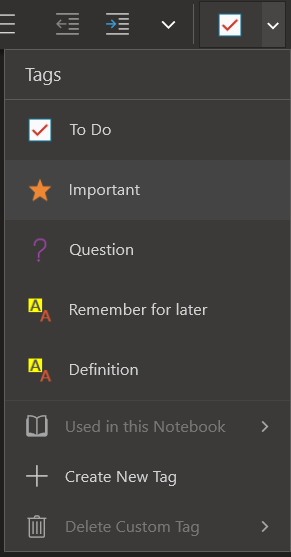 Tags
To Do
Important
? Question
A A Remember for later
A A Definition
Used in this Notebook
Create New Tag
Delete Custom Tag